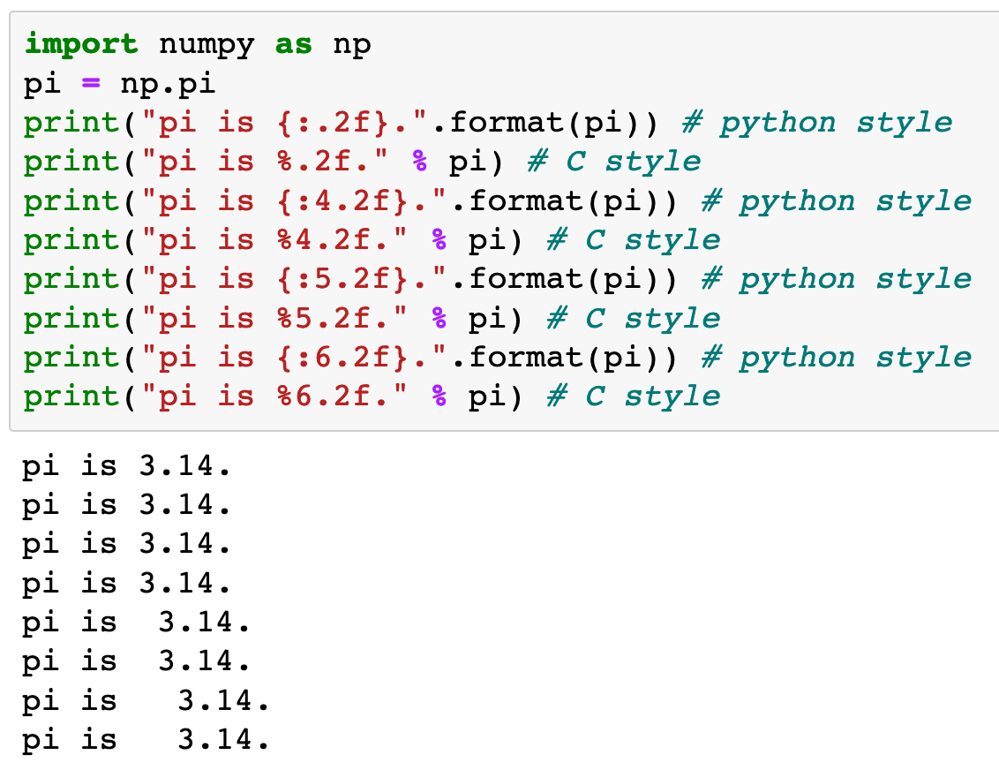 import numpy as np
pi = np.pi
print("pi is {:.2f}.".format(pi)) # python style
print("pi is %.2f." % pi) # C style
print("pi is {:4.2f}.".format(pi)) # python style
print("pi is %4.2f." % pi) # C style
print("pi is {:5.2f}.".format(pi)) # python style
print("pi is %5.2f." % pi) # C style
print("pi is {:6.2f}.".format(pi)) # python style
print("pi is %6.2f." % pi) # C style
pi is 3.14.
pi is 3.14.
pi is 3.14.
pi is 3.14.
pi is  3.14.
pi is  3.14.
pi is   3.14.
pi is   3.14.